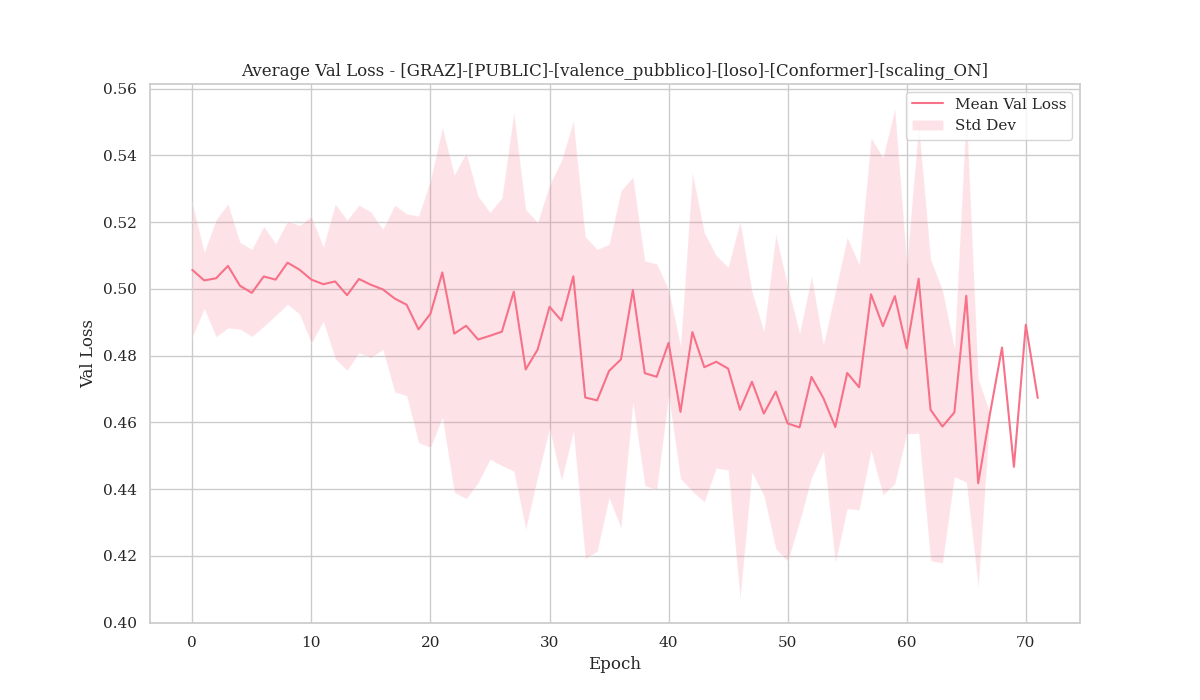 Average Val Loss - [GRAZ]-[PUBLIC]-[valence_pubblico]-[loso]-[Conformer]-[scaling_ON]
Mean Val Loss
Std Dev
Val Loss
0.56
0.54
0.52
0.50
0.48
0.46
0.44
0.42
0.40
0 10 20 30 40 50 60 70
Epoch